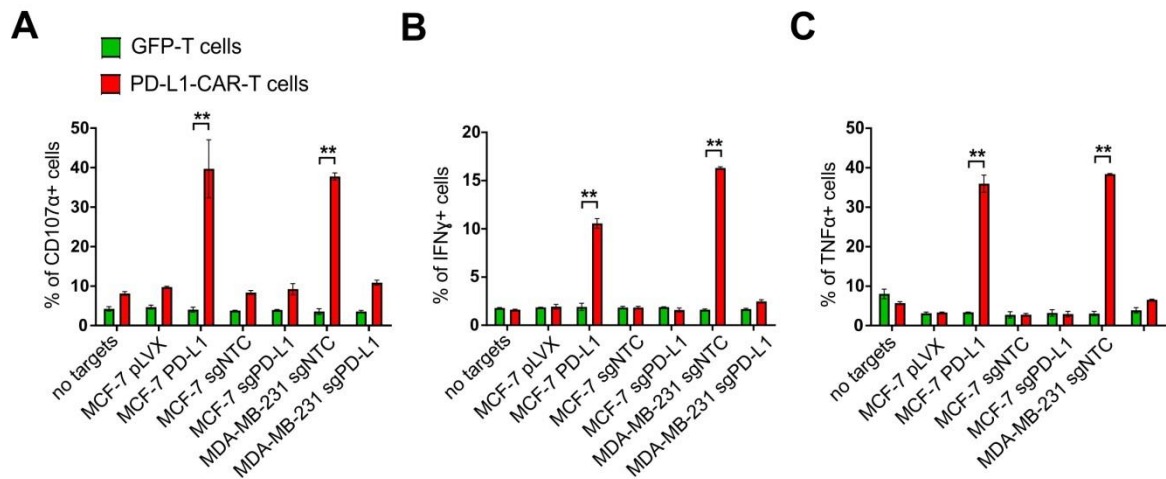 A
GFP-T cells
PD-L1-CAR-T cells
% of CD107α+ cells
50
40
30
20
10
0
**
**
no targets
MCF-7 pLVX
MCF-7 PD-L1
MCF-7 sgNTC
MCF-7 sgPD-L1
MDA-MB-231 sgNTC
MDA-MB-231 sgPD-L1
B
% of IFNγ+ cells
20
15
10
5
0
**
**
no targets
MCF-7 pLVX
MCF-7 PD-L1
MCF-7 sgNTC
MCF-7 sgPD-L1
MDA-MB-231 sgNTC
MDA-MB-231 sgPD-L1
C
% of TNFα+ cells
50
40
30
20
10
0
**
**
no targets
MCF-7 pLVX
MCF-7 PD-L1
MCF-7 sgNTC
MCF-7 sgPD-L1
MDA-MB-231 sgNTC